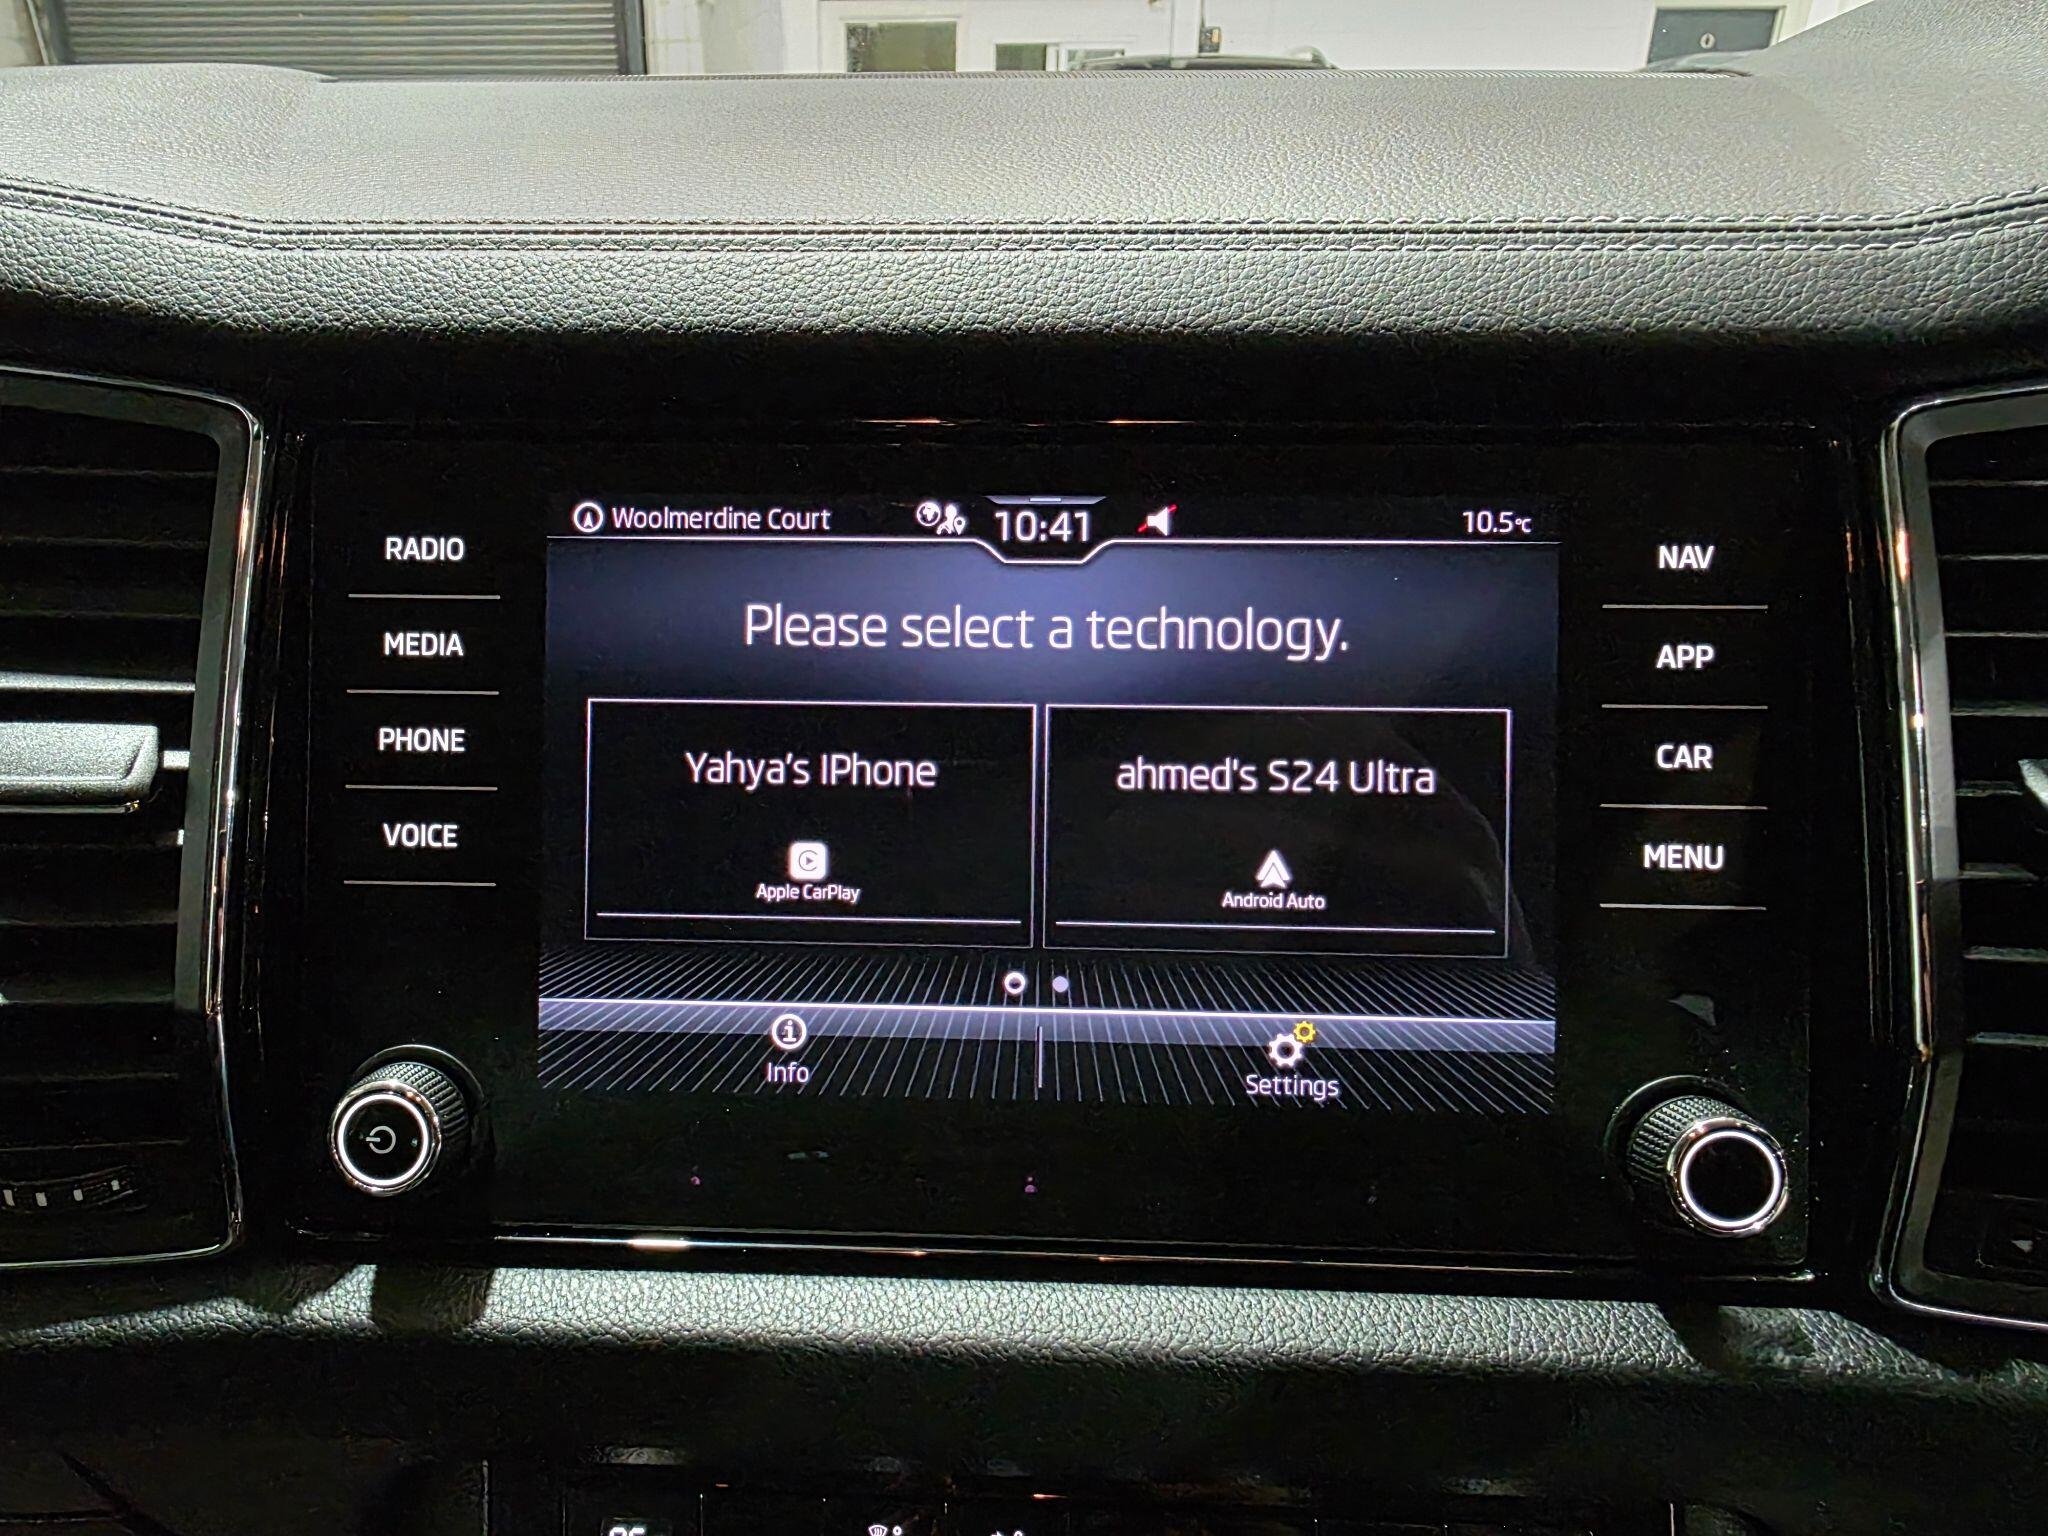 Woolmerdine Court
10:41
10.5°C
RADIO
MEDIA
PHONE
VOICE
Please select a technology.
Yahya's IPhone
Apple CarPlay
ahmed's S24 Ultra
Android Auto
Info
Settings
NAV
APP
CAR
MENU